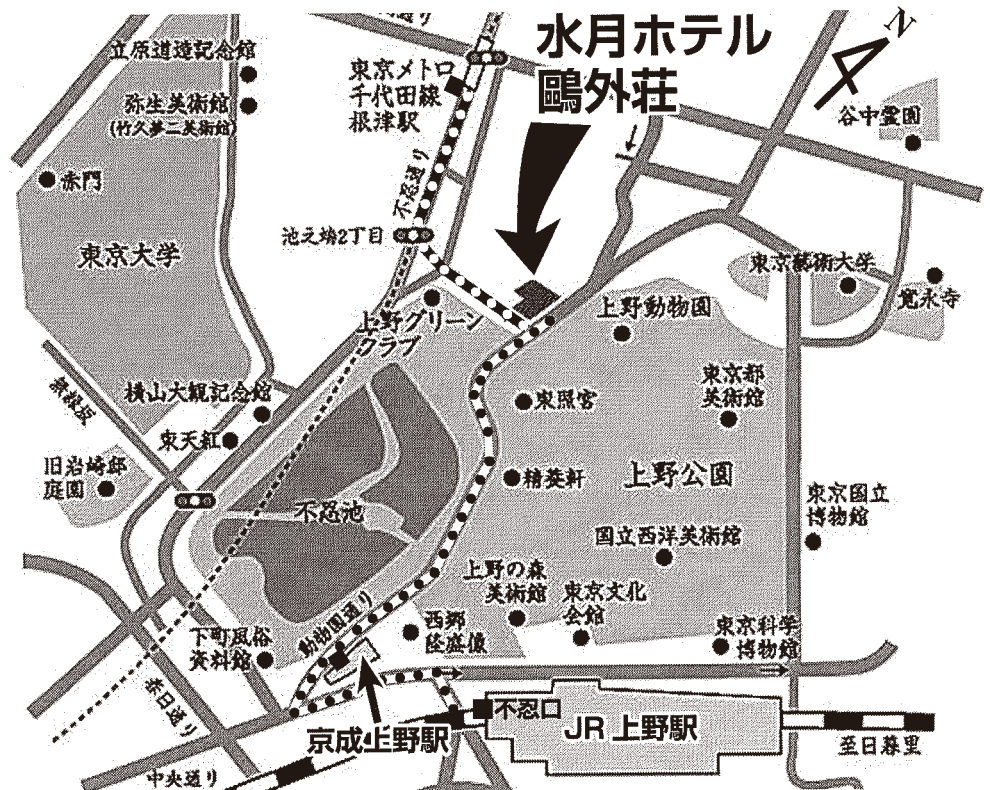 水月ホテル
鷗外荘
N
立原道造記念館
弥生美術館
(竹久夢二美術館)
赤門
東京大学
東京メトロ
千代田線
根津駅
不忍通り
池之端2丁目
谷中霊園
東京藝術大学
寛永寺
上野グリーン
クラブ
上野動物園
無縁坂
横山大観記念館
東天紅
旧岩崎邸
庭園
東照宮
東京都
美術館
精養軒
上野公園
不忍池
国立西洋美術館
東京国立
博物館
上野の森
美術館
東京文化
会館
動物園通り
西郷
隆盛像
東京科学
博物館
下町風俗
資料館
春日通り
京成上野駅
不忍口
JR 上野駅
至日暮里
中央通り